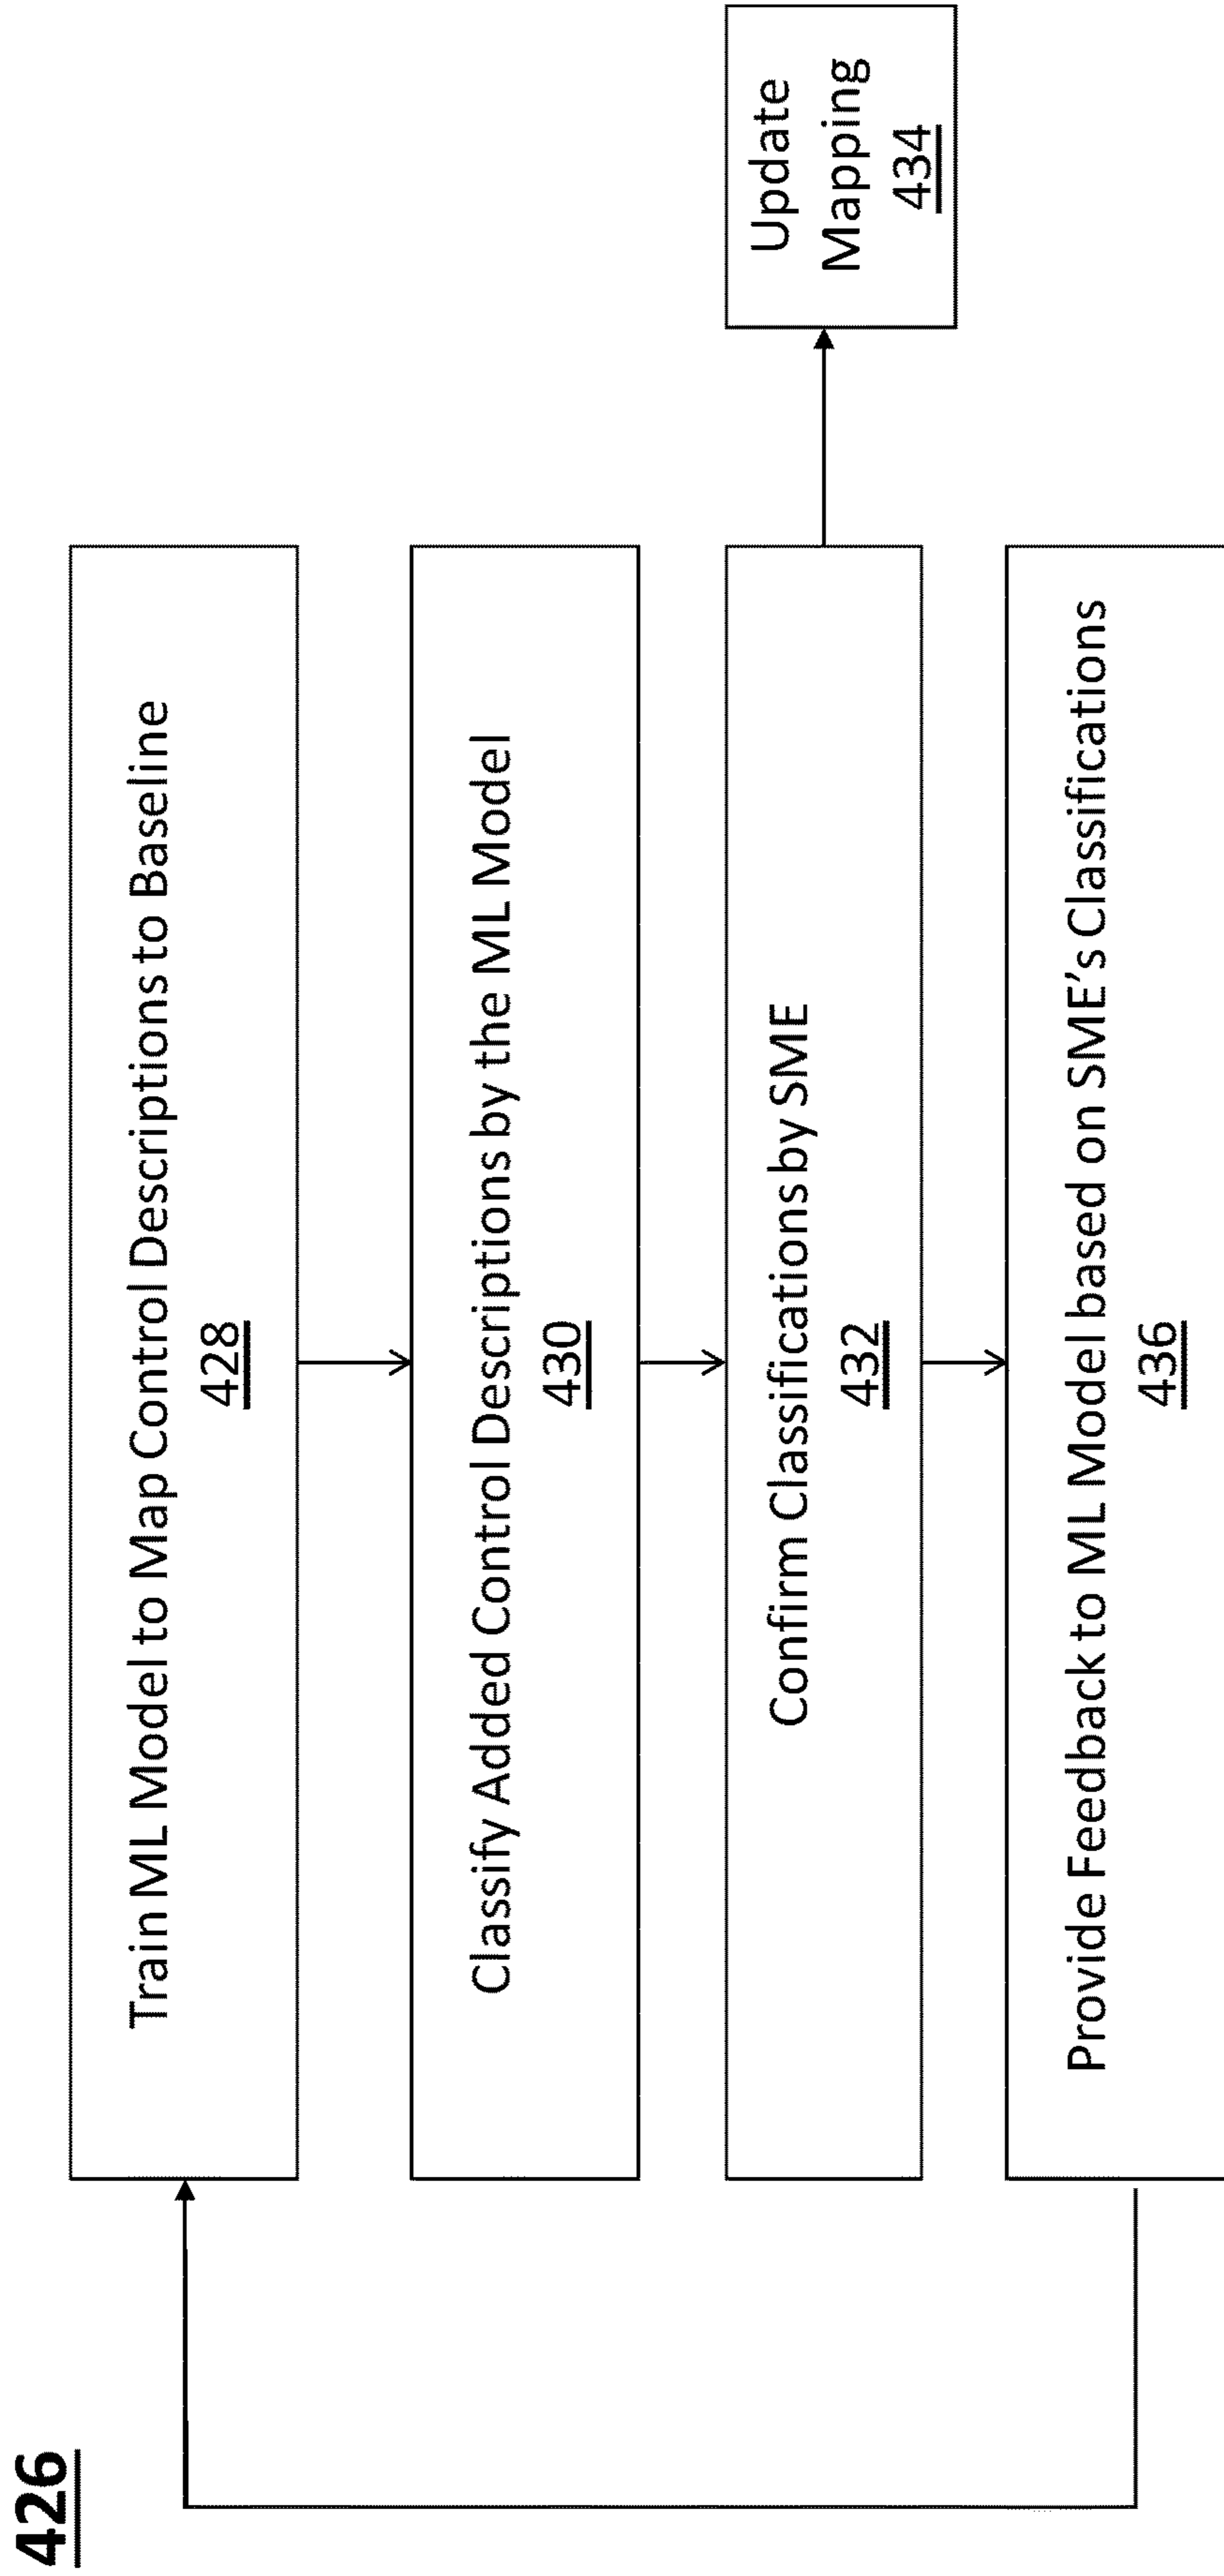 426
Train ML Model to Map Control Descriptions to Baseline
428
Classify Added Control Descriptions by the ML Model
430
Confirm Classifications by SME
432
Update
Mapping
434
Provide Feedback to ML Model based on SME's Classifications
436